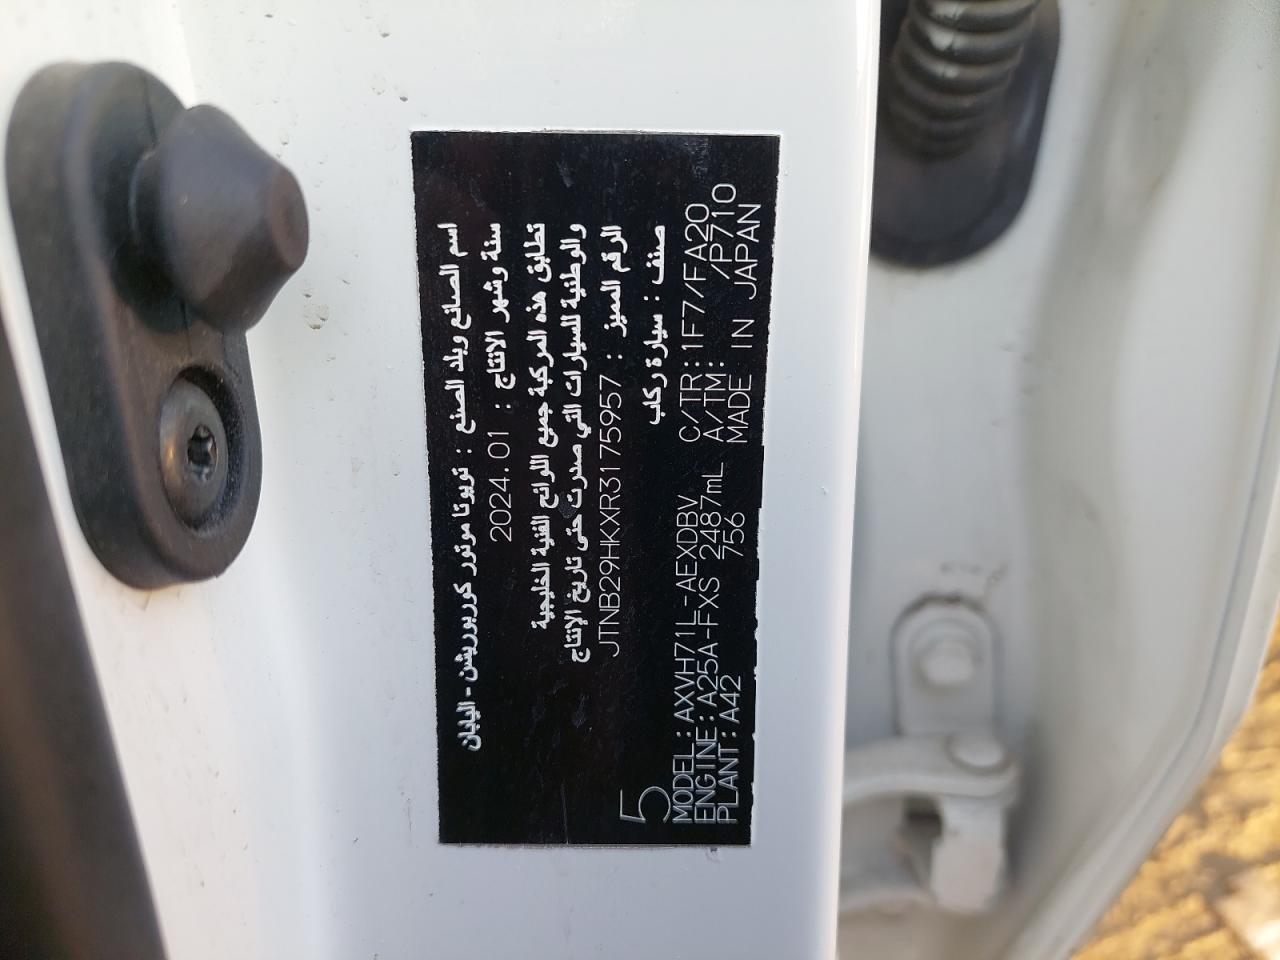 اسم الصانع وبلد الصنع : تويوتا موتور كوربوريشن - اليابان
سنة وشهر الانتاج : 2024.01
تطابق هذه المركبة جميع اللوائح الفنية الخليجية
والوطنية للسيارات التي صدرت حتى تاريخ الإنتاج
الرقم المميز : JTNB29HKXR3175957
صنف : سيارة ركاب
5
MODEL:AXVH71L-AEXDBV C/TR:1F7/FA20
ENGINE:A25A-FXS 2487mL A/TM: /P710
PLANT:A42 756 MADE IN JAPAN